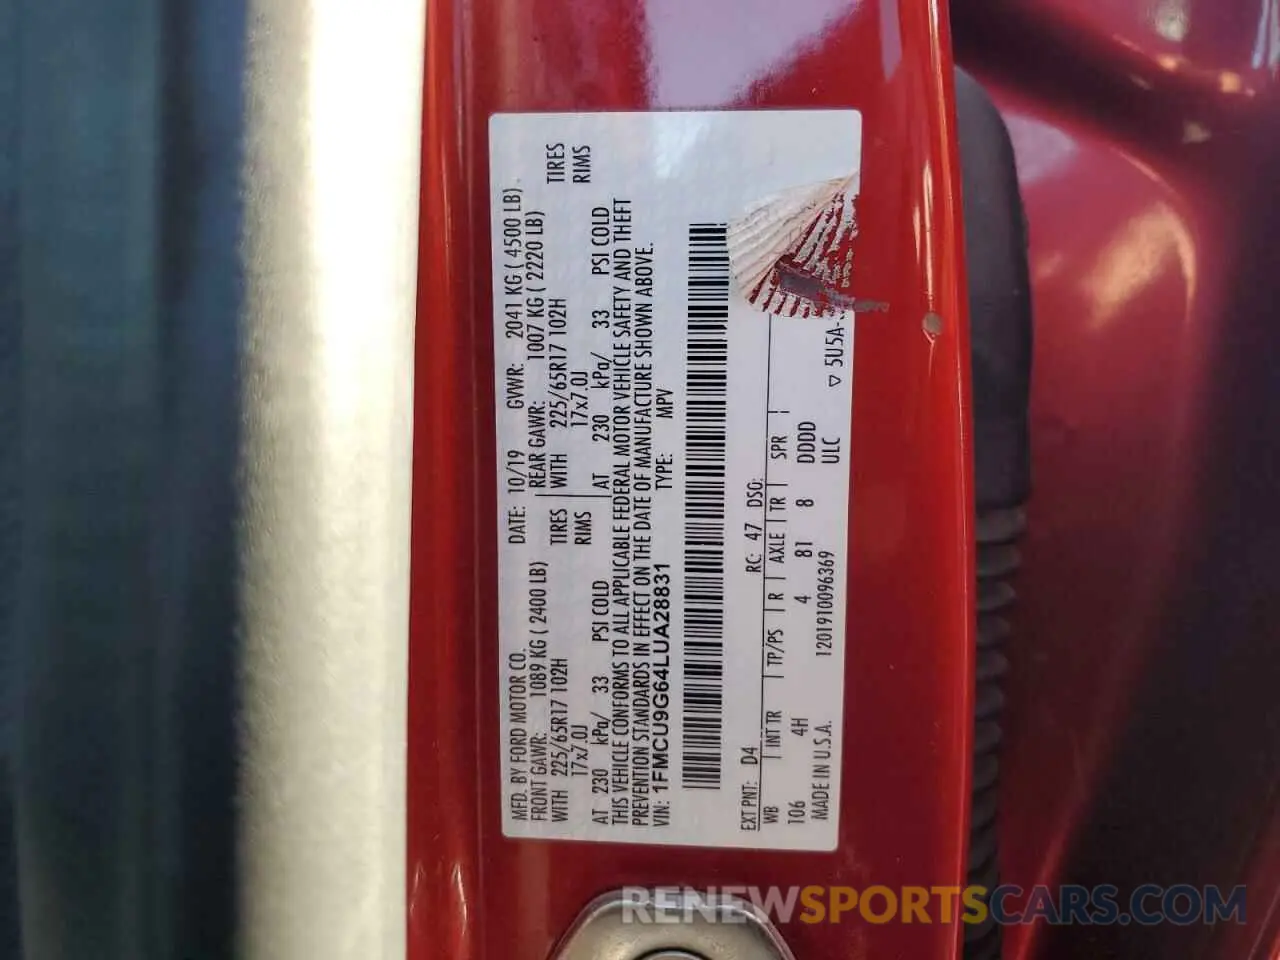 MFD. BY FORD MOTOR CO. DATE: 10/19 GVWR: 2041 KG ( 4500 LB)
FRONT GAWR: 1089 KG ( 2400 LB) REAR GAWR: 1007 KG ( 2220 LB)
WITH 225/65R17 102H TIRES WITH 225/65R17 102H TIRES
17x7.0J RIMS 17x7.0J RIMS
AT 230 kPa/ 33 PSI COLD AT 230 kPa/ 33 PSI COLD
THIS VEHICLE CONFORMS TO ALL APPLICABLE FEDERAL MOTOR VEHICLE SAFETY AND THEFT
PREVENTION STANDARDS IN EFFECT ON THE DATE OF MANUFACTURE SHOWN ABOVE.
VIN: 1FMCU9G64LUA28831 TYPE: MPV
EXT PNT: D4 RC: 47 DSO:
WB | INT TR | TP/PS | R | AXLE | TR | SPR |
106 4H 4 81 8 DDDD
MADE IN U.S.A. 1201910096369 ULC ▽ 5U5A-
RENEWSPORTSCARS.COM